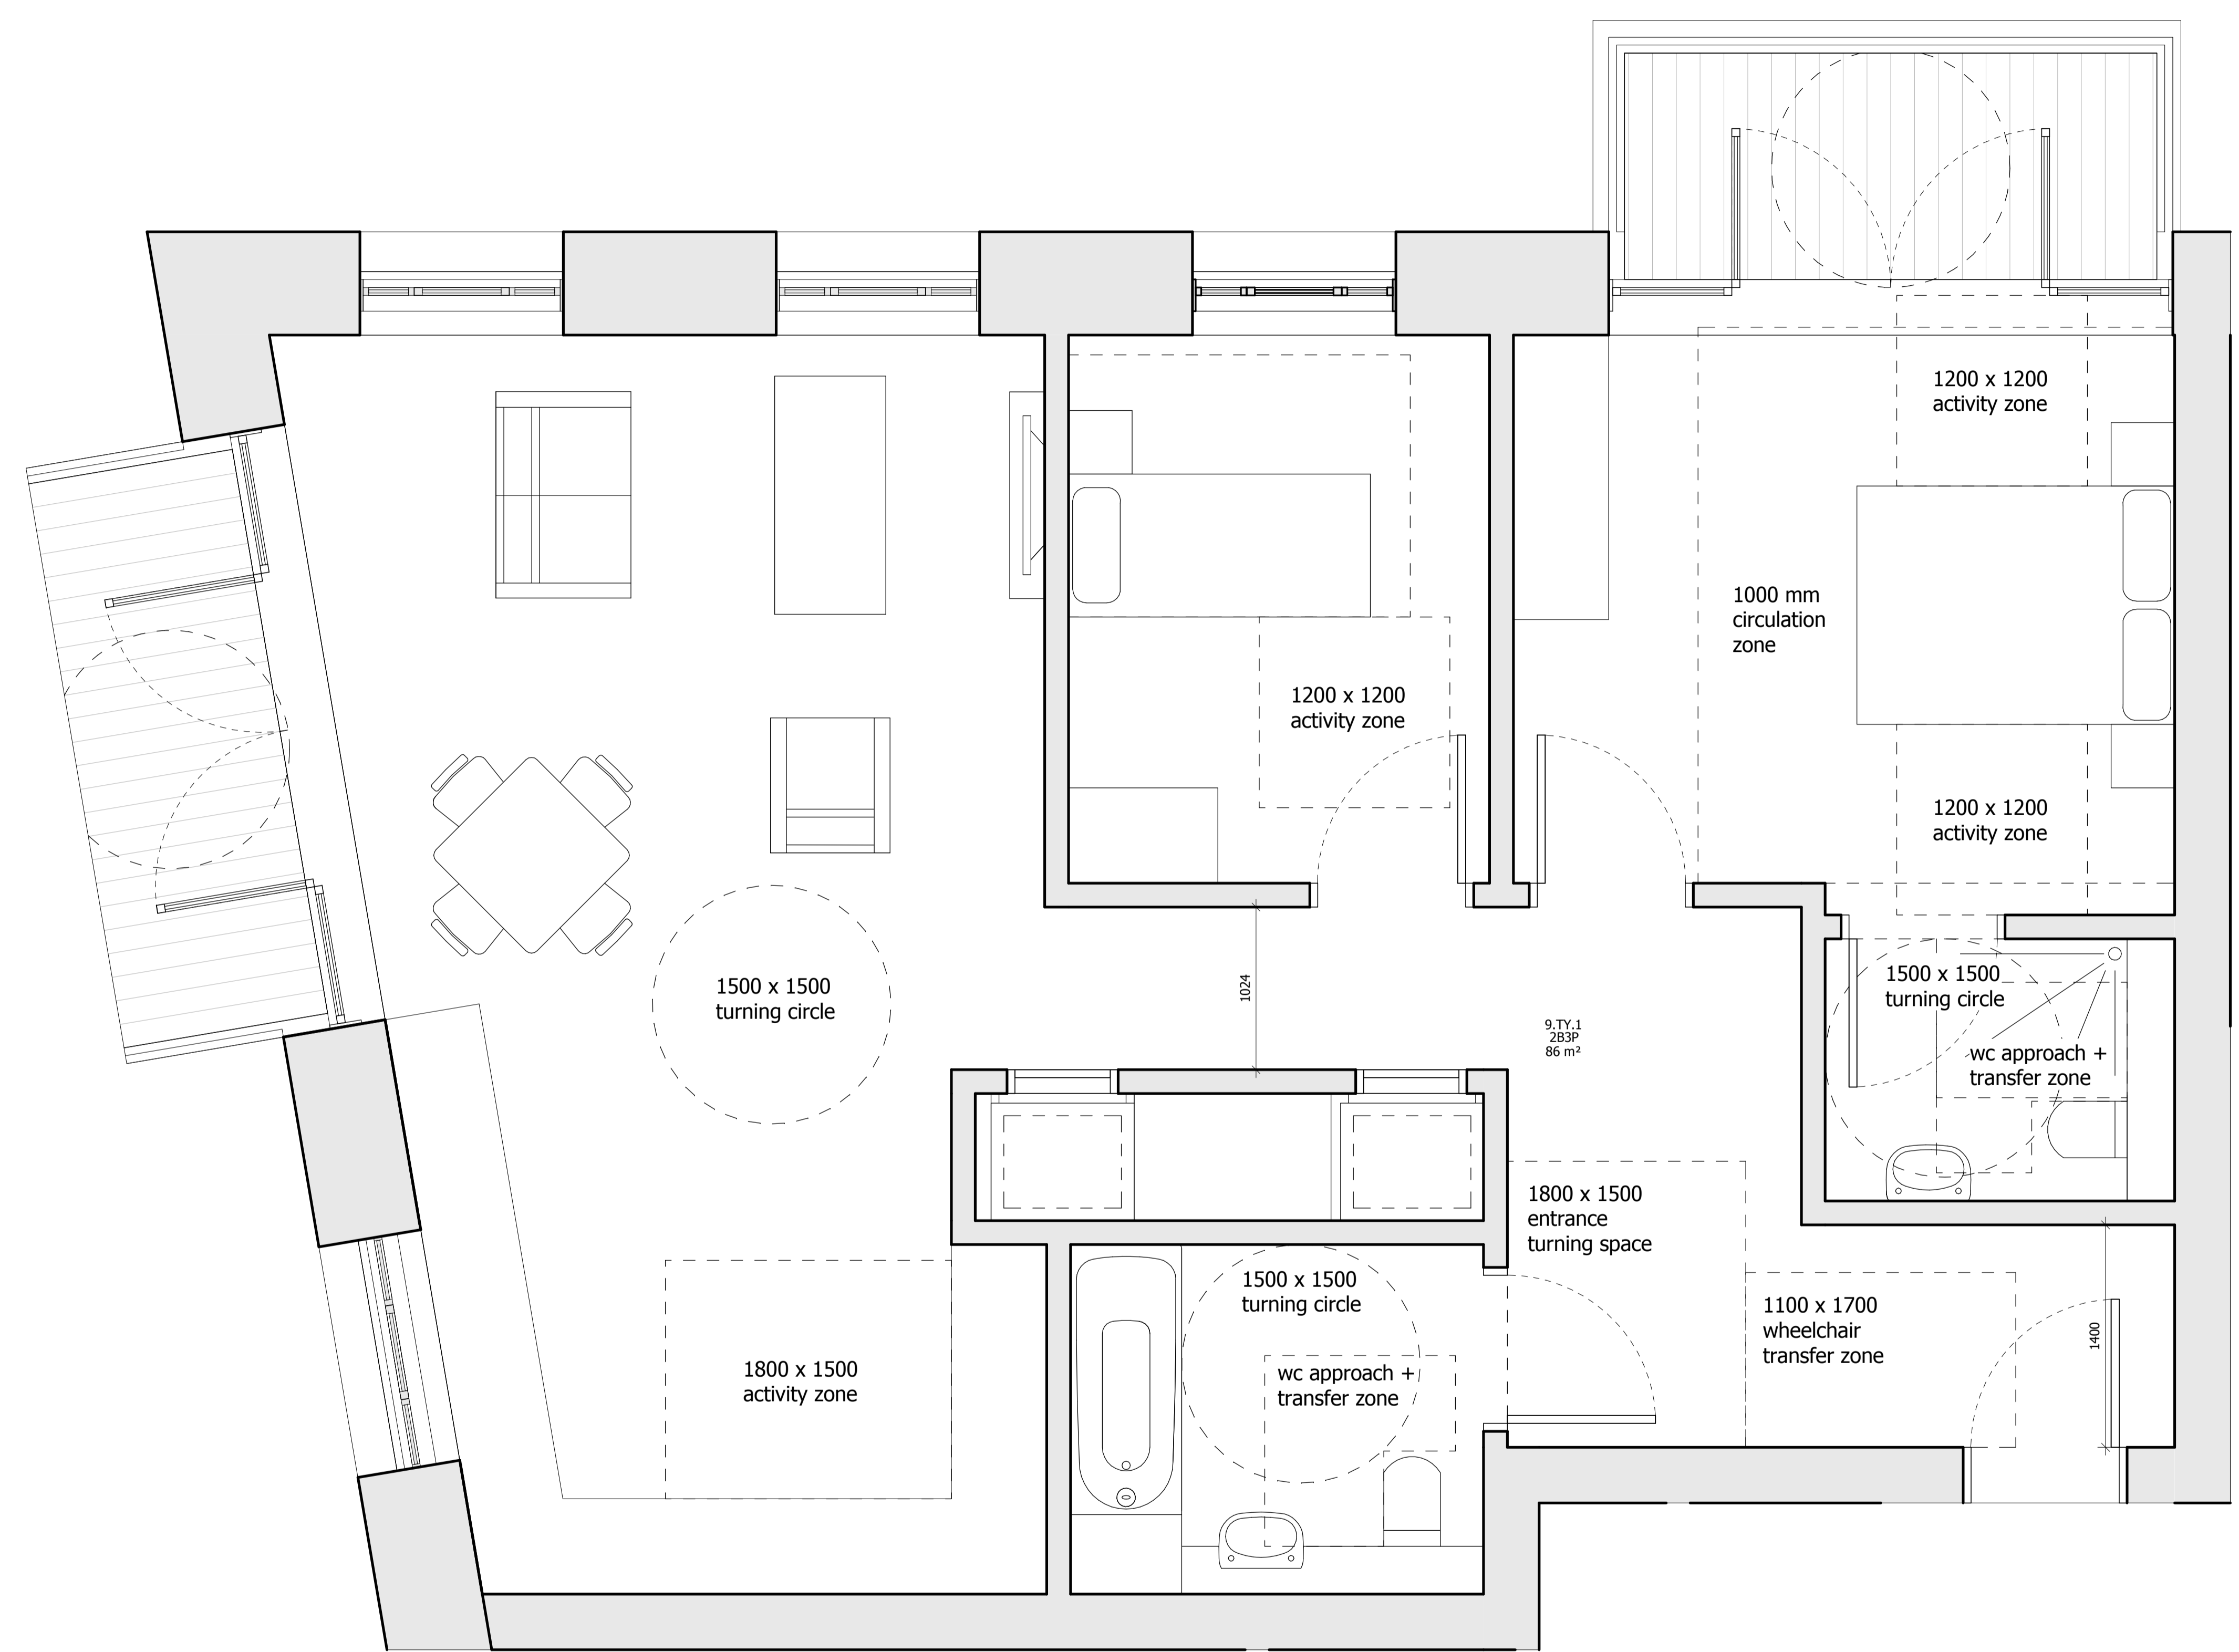 1200 x 1200
activity zone
1000 mm
circulation
zone
1200 x 1200
activity zone
1200 x 1200
activity zone
1500 x 1500
turning circle
1024
9.TY.1
2B3P
86 m²
1500 x 1500
turning circle
wc approach +
transfer zone
1800 x 1500
entrance
turning space
1500 x 1500
turning circle
1100 x 1700
wheelchair
transfer zone
1400
1800 x 1500
activity zone
wc approach +
transfer zone